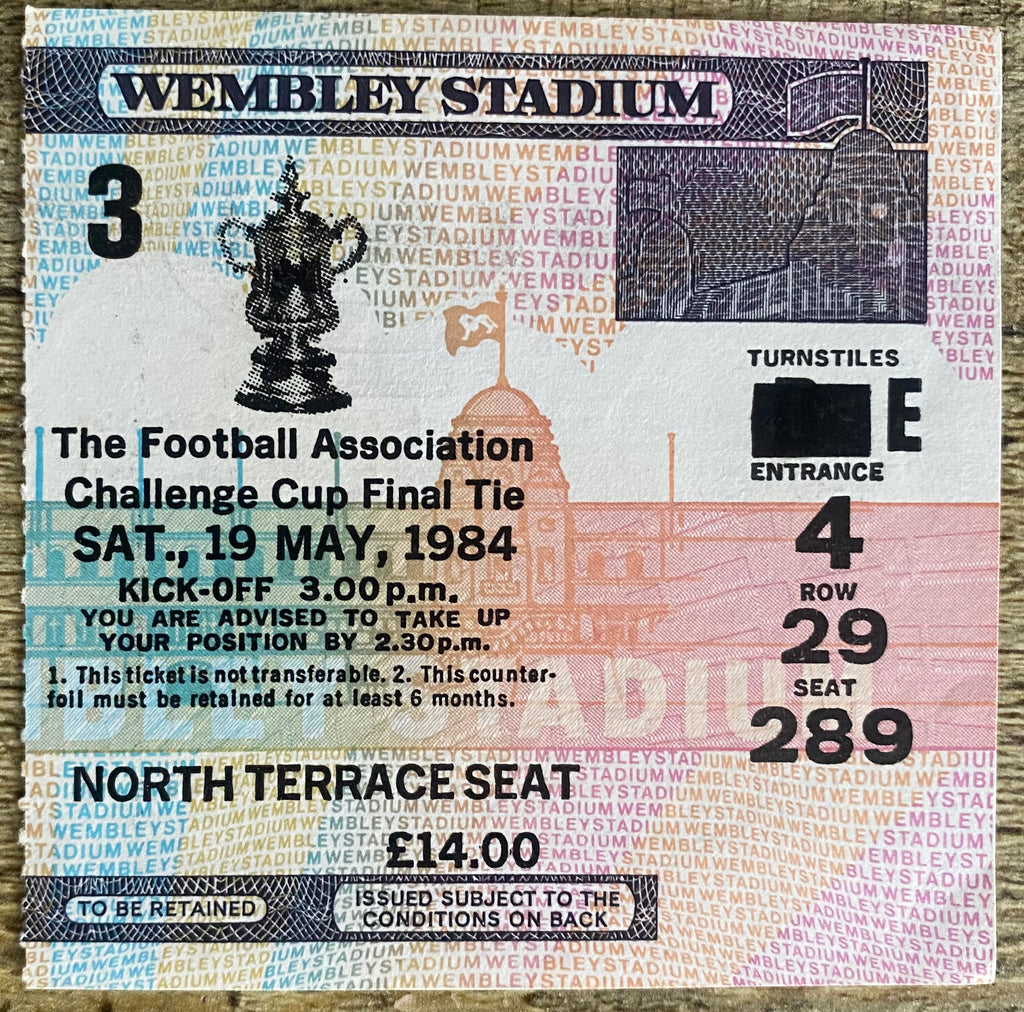 WEMBLEY STADIUM
3
TURNSTILES
E
ENTRANCE
4
ROW
29
SEAT
289
The Football Association
Challenge Cup Final Tie
SAT., 19 MAY, 1984
KICK-OFF 3.00 p.m.
YOU ARE ADVISED TO TAKE UP
YOUR POSITION BY 2.30 p.m.
1. This ticket is not transferable. 2. This counter-
foil must be retained for at least 6 months.
NORTH TERRACE SEAT
£14.00
TO BE RETAINED
ISSUED SUBJECT TO THE
CONDITIONS ON BACK